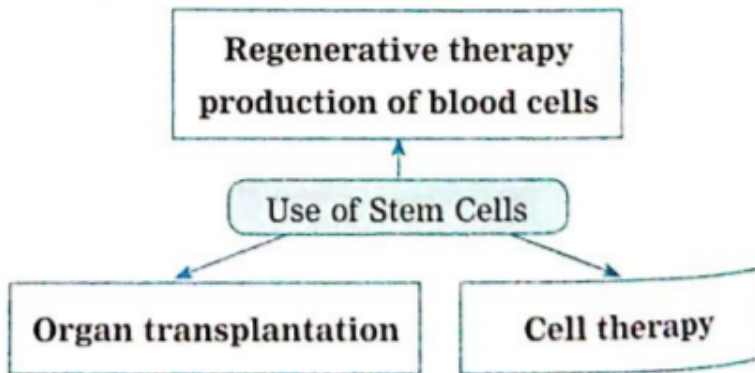 Regenerative therapy
production of blood cells
Use of Stem Cells
Organ transplantation
Cell therapy